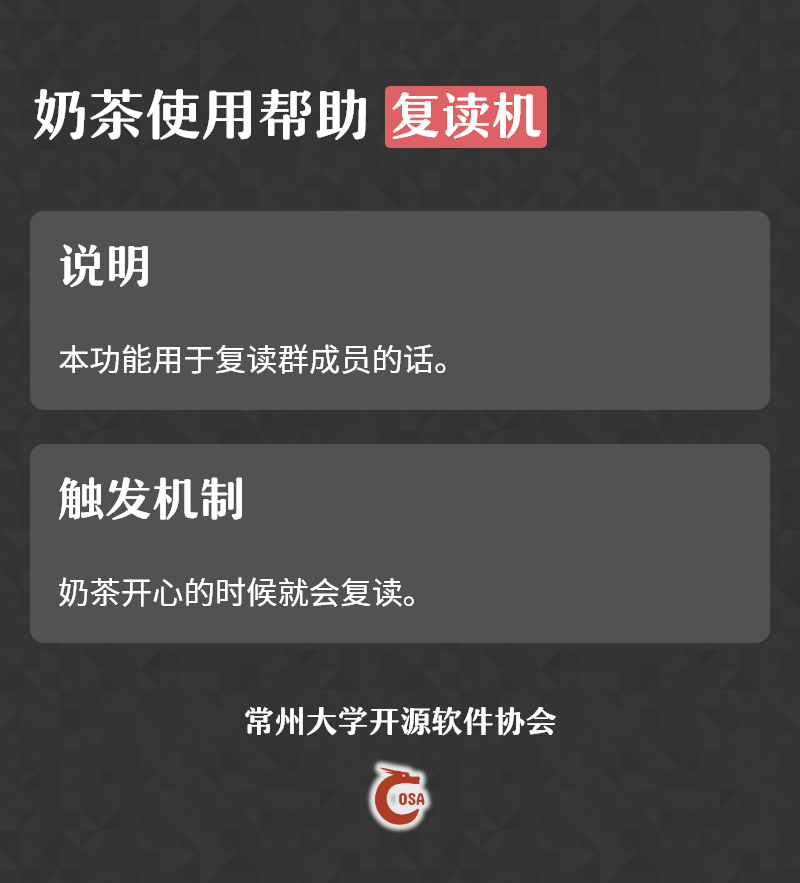 奶茶使用帮助 复读机
说明
本功能用于复读群成员的话。
触发机制
奶茶开心的时候就会复读。
常州大学开源软件协会
OSA